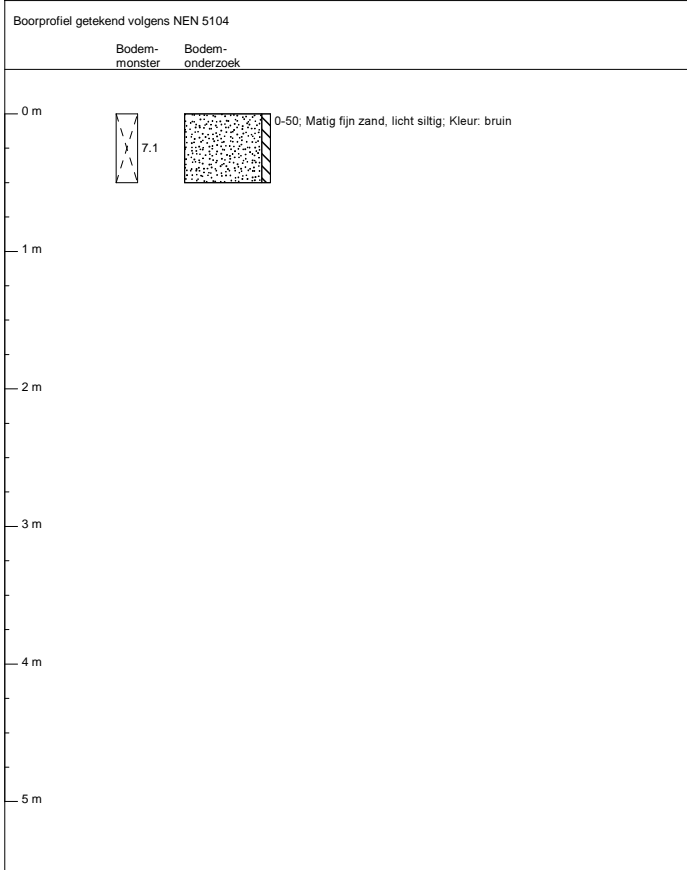 Boorprofiel getekend volgens NEN 5104
Bodem-
monster
Bodem-
onderzoek
0 m
0-50; Matig fijn zand, licht siltig; Kleur: bruin
7.1
1 m
2 m
3 m
4 m
5 m